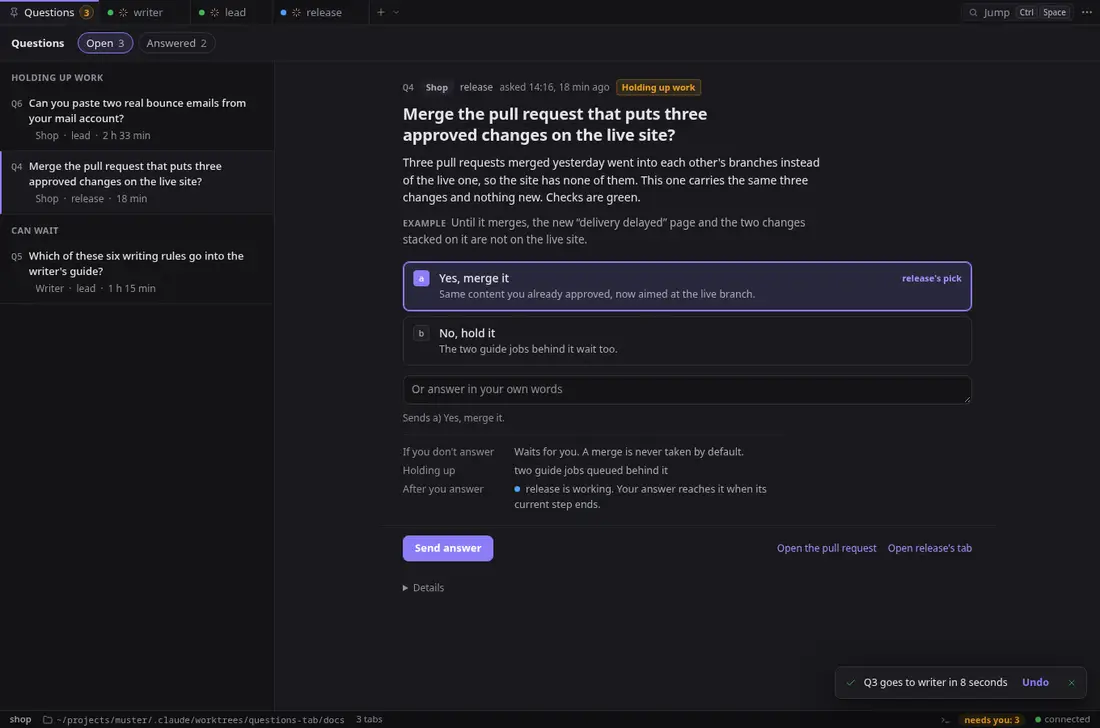 Questions 3 writer lead release + Jump Ctrl Space
Questions Open 3 Answered 2
HOLDING UP WORK
Q6 Can you paste two real bounce emails from
your mail account?
Shop · lead · 2 h 33 min
Q4 Merge the pull request that puts three
approved changes on the live site?
Shop · release · 18 min
CAN WAIT
Q5 Which of these six writing rules go into the
writer's guide?
Writer · lead · 1 h 15 min
Q4 Shop release asked 14:16, 18 min ago Holding up work
Merge the pull request that puts three
approved changes on the live site?
Three pull requests merged yesterday went into each other's branches instead
of the live one, so the site has none of them. This one carries the same three
changes and nothing new. Checks are green.
EXAMPLE Until it merges, the new “delivery delayed” page and the two changes
stacked on it are not on the live site.
a Yes, merge it release's pick
Same content you already approved, now aimed at the live branch.
b No, hold it
The two guide jobs behind it wait too.
Or answer in your own words
Sends a) Yes, merge it.
If you don't answer Waits for you. A merge is never taken by default.
Holding up two guide jobs queued behind it
After you answer release is working. Your answer reaches it when its
current step ends.
Send answer Open the pull request Open release's tab
Details
Q3 goes to writer in 8 seconds Undo
shop ~/projects/muster/.claude/worktrees/questions-tab/docs 3 tabs needs you: 3 connected